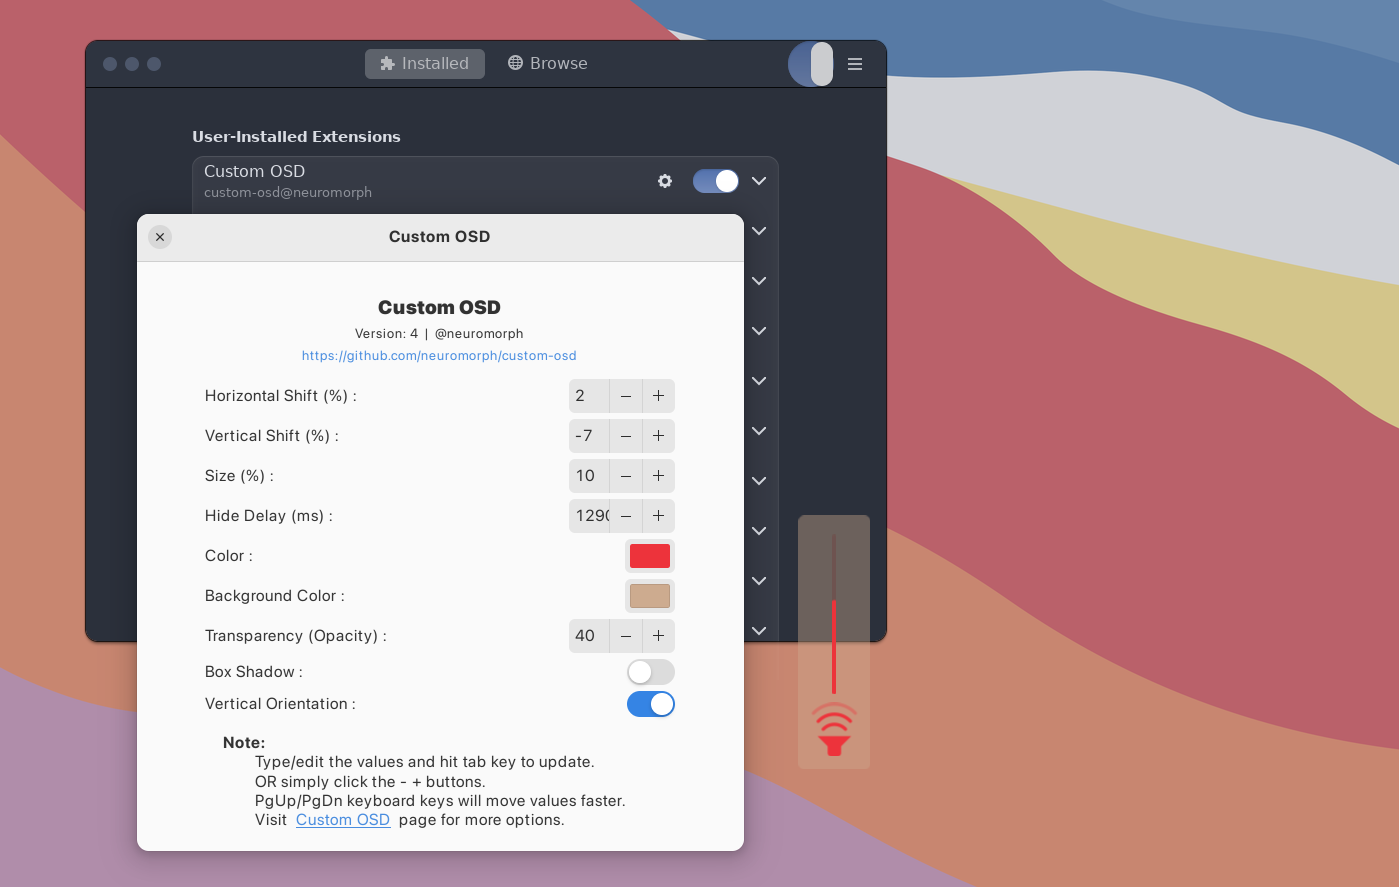 Installed
Browse
User-Installed Extensions
Custom OSD
custom-osd@neuromorph
Custom OSD
Custom OSD
Version: 4 | @neuromorph
https://github.com/neuromorph/custom-osd
Horizontal Shift (%) : 2 − +
Vertical Shift (%) : -7 − +
Size (%) : 10 − +
Hide Delay (ms) : 1290 − +
Color :
Background Color :
Transparency (Opacity) : 40 − +
Box Shadow :
Vertical Orientation :
Note:
Type/edit the values and hit tab key to update.
OR simply click the - + buttons.
PgUp/PgDn keyboard keys will move values faster.
Visit Custom OSD page for more options.